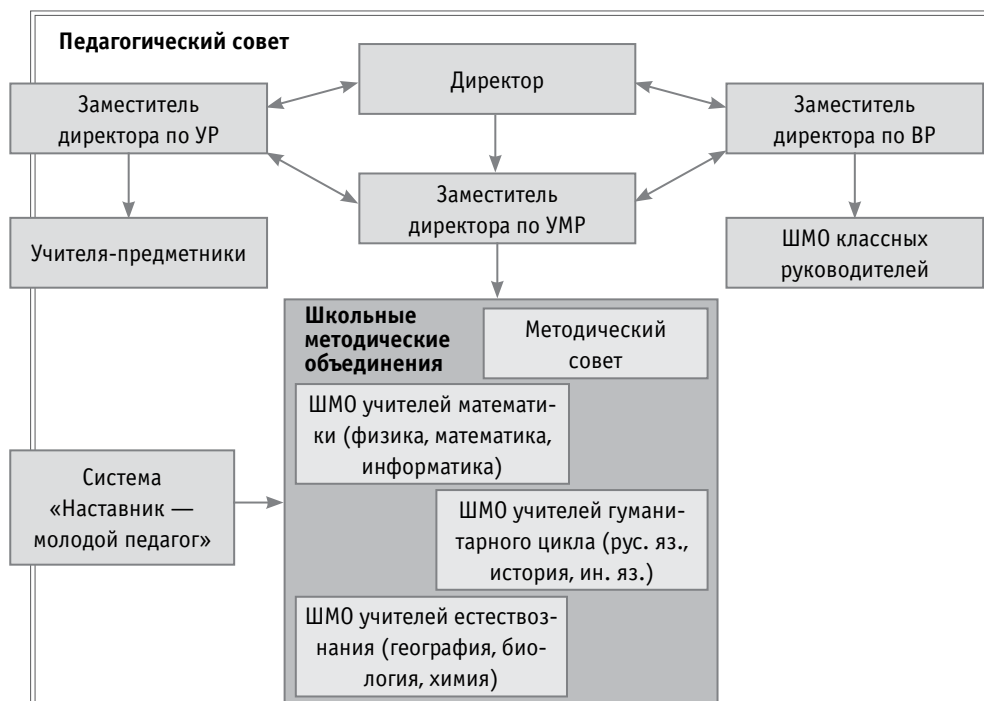 Педагогический совет
Директор
Заместитель
директора по УР
Заместитель
директора по ВР
Заместитель
директора по УМР
Учителя-предметники
ШМО классных
руководителей
Школьные
методические
объединения
Методический
совет
ШМО учителей математи-
ки (физика, математика,
информатика)
Система
«Наставник —
молодой педагог»
ШМО учителей гумани-
тарного цикла (рус. яз.,
история, ин. яз.)
ШМО учителей естествоз-
нания (география, био-
логия, химия)